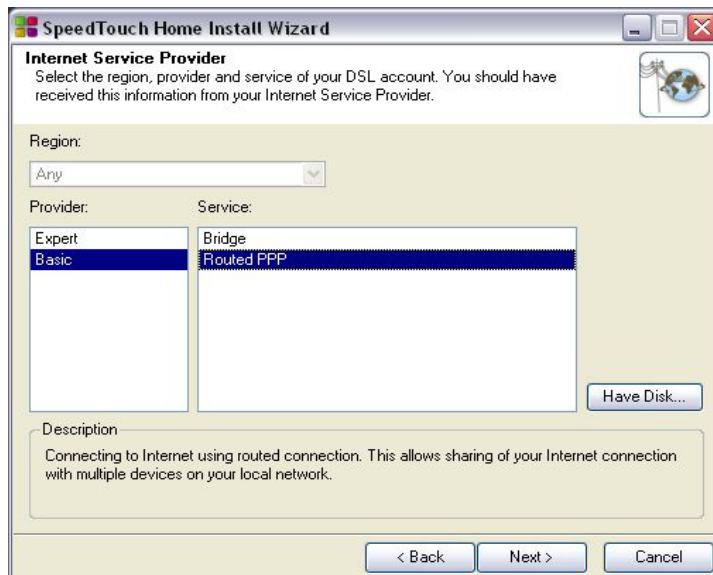 SpeedTouch Home Install Wizard
Internet Service Provider
Select the region, provider and service of your DSL account. You should have
received this information from your Internet Service Provider.
Region:
Any
Provider:
Service:
Expert
Basic
Bridge
Routed PPP
Have Disk...
Description
Connecting to Internet using routed connection. This allows sharing of your Internet connection
with multiple devices on your local network.
< Back
Next >
Cancel